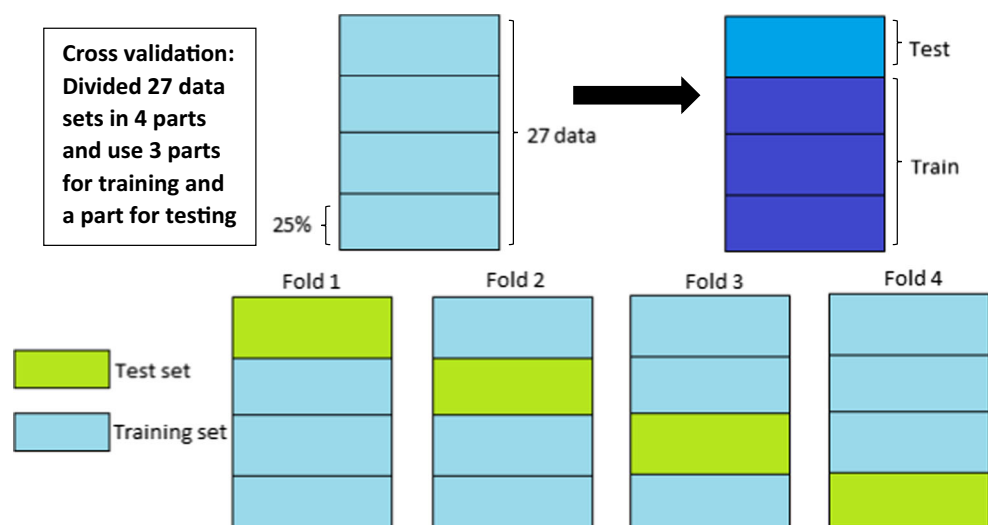 Cross validation:
Divided 27 data
sets in 4 parts
and use 3 parts
for training and
a part for testing
25%
27 data
Test
Train
Fold 1
Fold 2
Fold 3
Fold 4
Test set
Training set